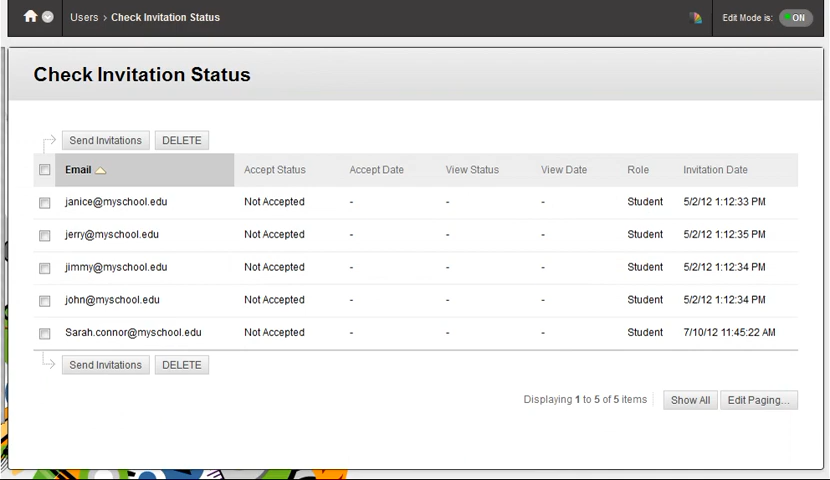 Users > Check Invitation Status
Edit Mode is: ON
Check Invitation Status
Send Invitations DELETE
Email Accept Status Accept Date View Status View Date Role Invitation Date
janice@myschool.edu Not Accepted - - - Student 5/2/12 1:12:33 PM
jerry@myschool.edu Not Accepted - - - Student 5/2/12 1:12:35 PM
jimmy@myschool.edu Not Accepted - - - Student 5/2/12 1:12:34 PM
john@myschool.edu Not Accepted - - - Student 5/2/12 1:12:34 PM
Sarah.connor@myschool.edu Not Accepted - - - Student 7/10/12 11:45:22 AM
Send Invitations DELETE
Displaying 1 to 5 of 5 items Show All Edit Paging...